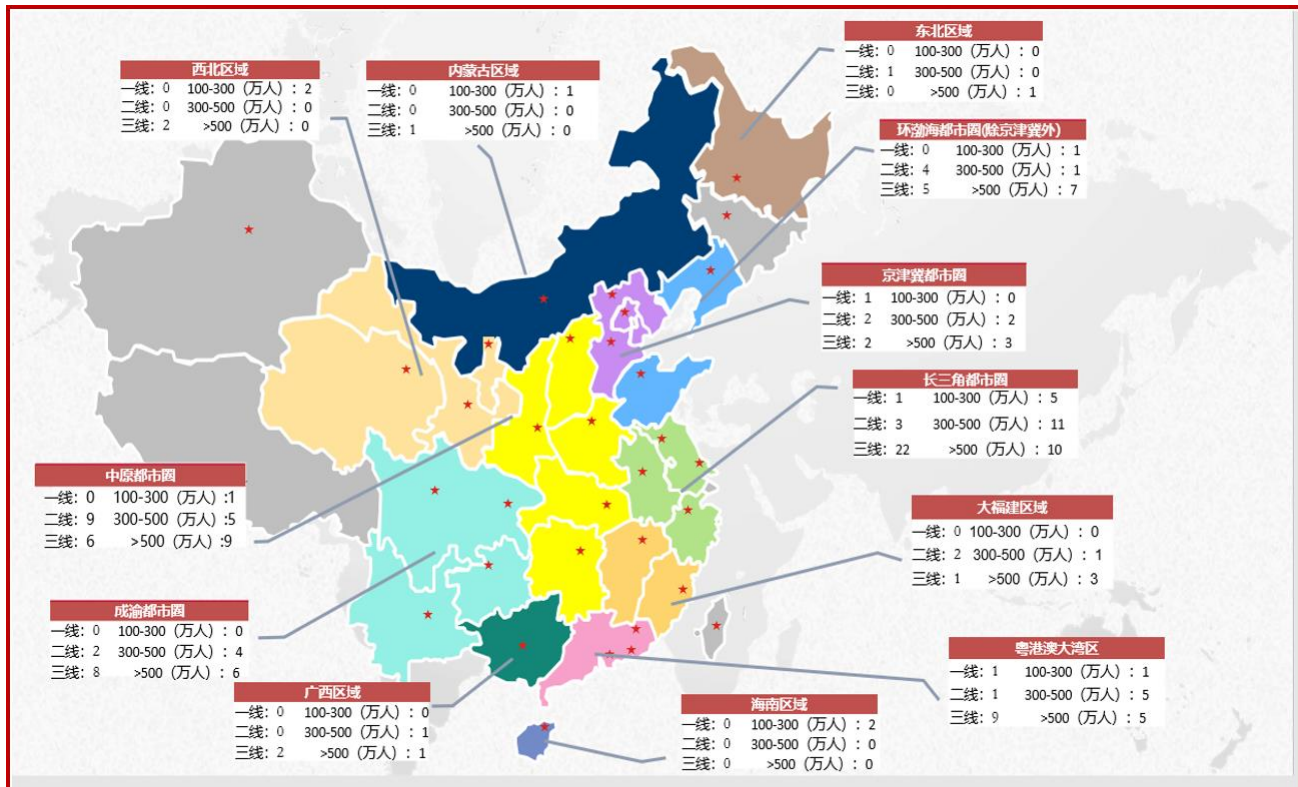 东北区域
一线：0 100-300（万人）：0
二线：1 300-500（万人）：0
三线：0 >500（万人）：1
西北区域
一线：0 100-300（万人）：2
二线：0 300-500（万人）：0
三线：2 >500（万人）：0
内蒙古区域
一线：0 100-300（万人）：1
二线：0 300-500（万人）：0
三线：1 >500（万人）：0
环渤海都市圈(除京津冀外)
一线：0 100-300（万人）：1
二线：4 300-500（万人）：1
三线：5 >500（万人）：7
京津冀都市圈
一线：1 100-300（万人）：0
二线：2 300-500（万人）：2
三线：2 >500（万人）：3
长三角都市圈
一线：1 100-300（万人）：5
二线：3 300-500（万人）：11
三线：22 >500（万人）：10
中原都市圈
一线：0 100-300（万人）:1
二线：9 300-500（万人）:5
三线：6 >500（万人）:9
大福建区域
一线：0 100-300（万人）：0
二线：2 300-500（万人）：1
三线：1 >500（万人）：3
成渝都市圈
一线：0 100-300（万人）：0
二线：2 300-500（万人）：4
三线：8 >500（万人）：6
粤港澳大湾区
一线：1 100-300（万人）：1
二线：1 300-500（万人）：5
三线：9 >500（万人）：5
广西区域
一线：0 100-300（万人）：0
二线：0 300-500（万人）：1
三线：2 >500（万人）：1
海南区域
一线：0 100-300（万人）：2
二线：0 300-500（万人）：0
三线：0 >500（万人）：0